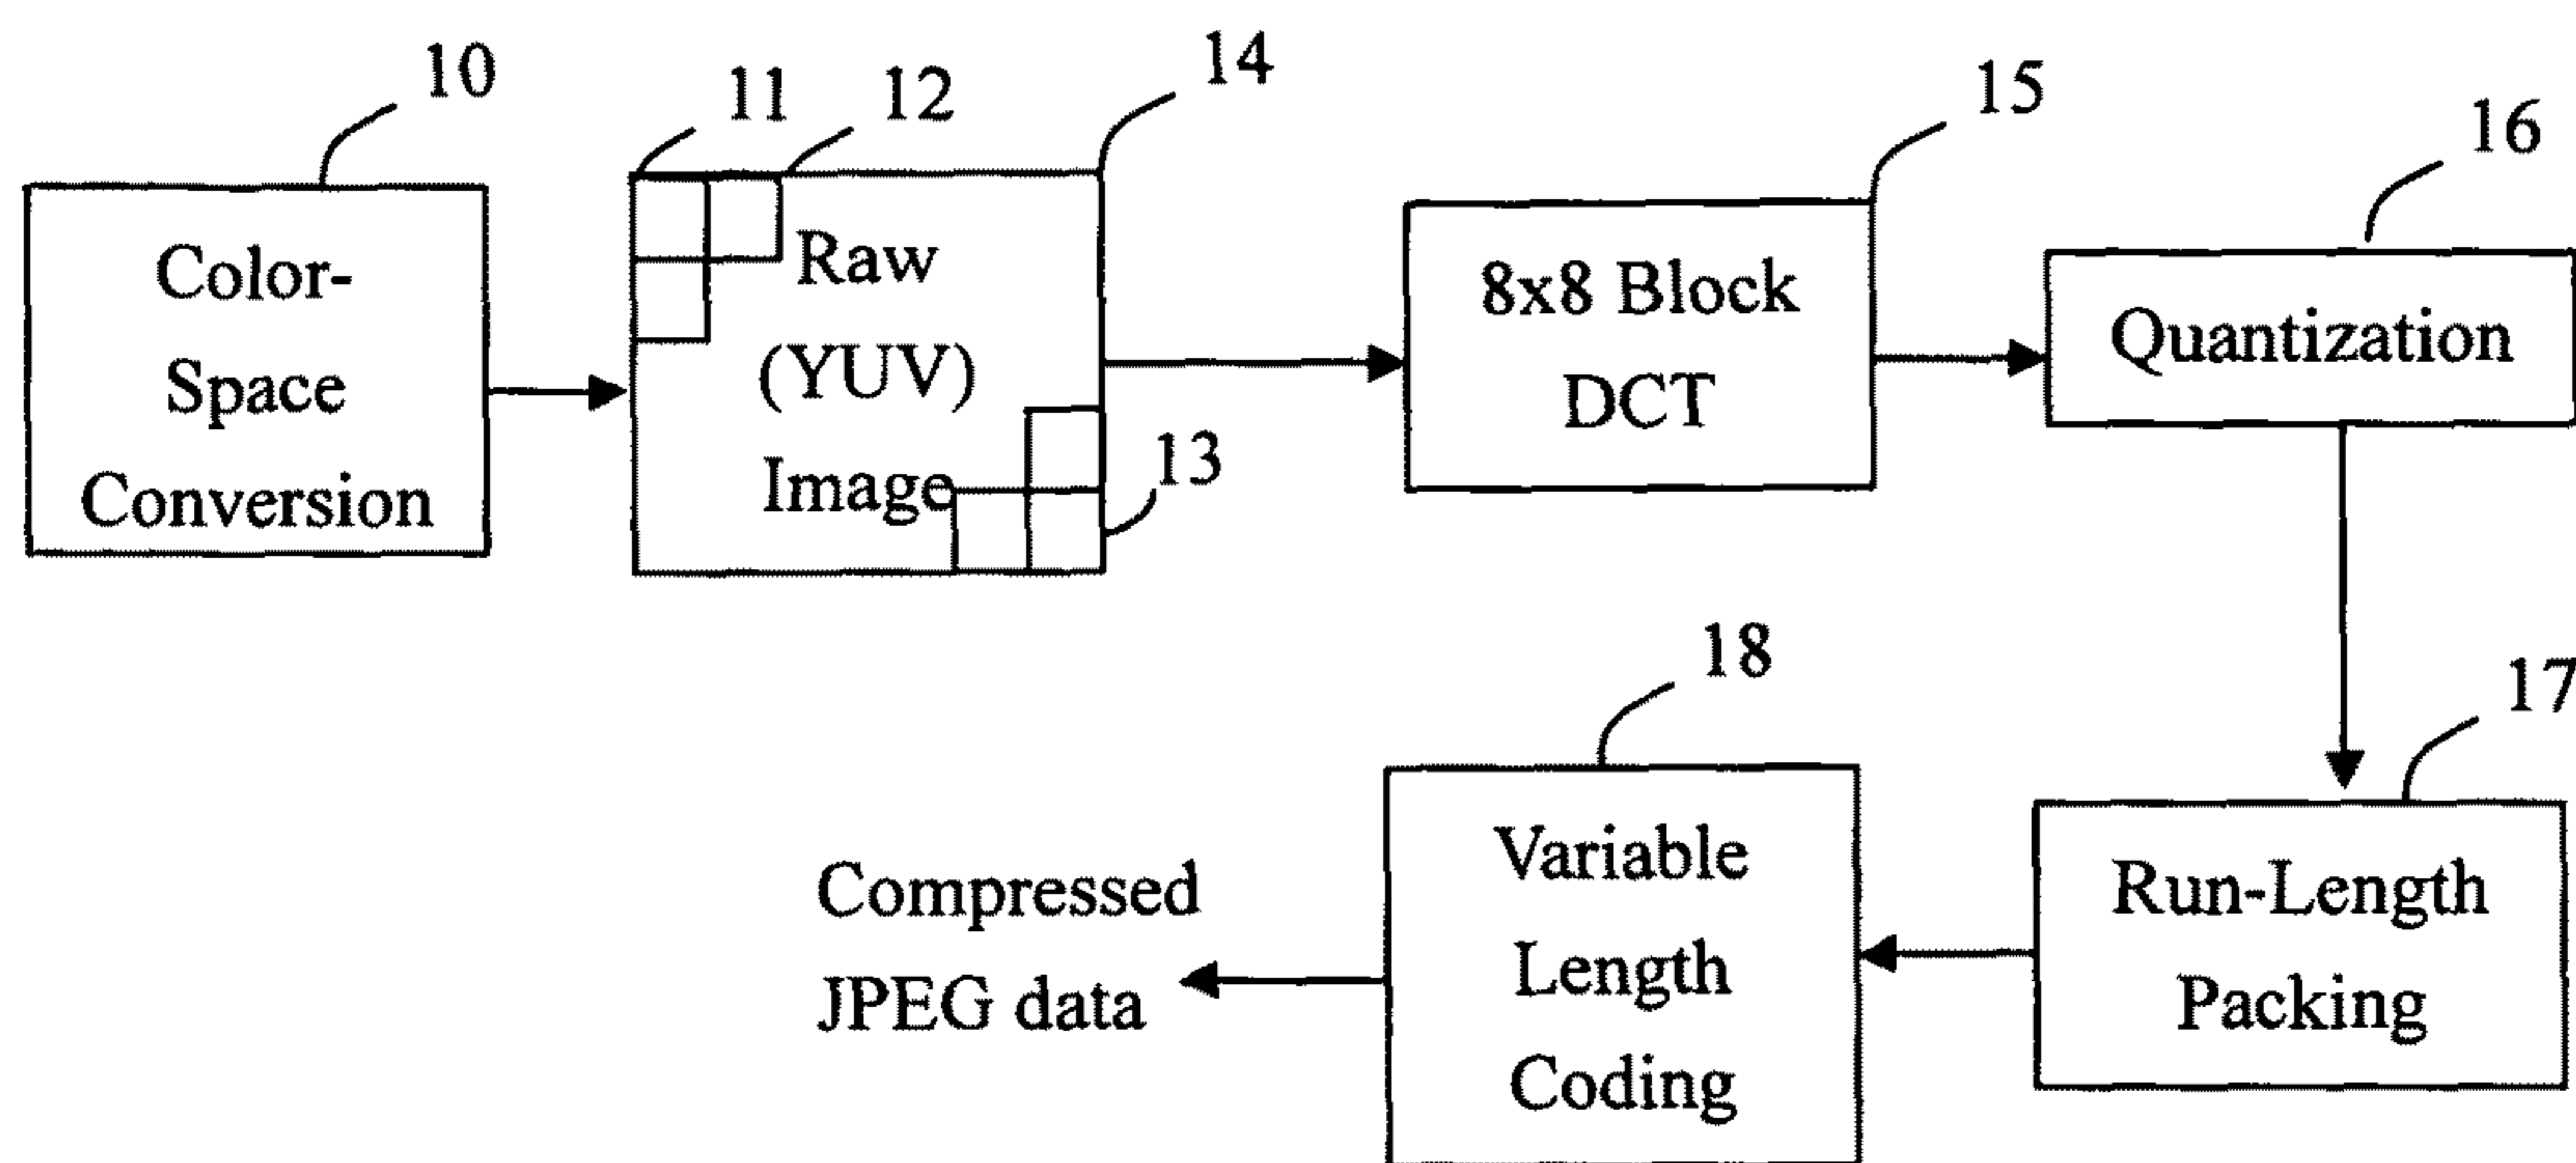 10
11
12
14
15
16
Color-
Space
Conversion
Raw
(YUV)
Image
13
8x8 Block
DCT
Quantization
18
17
Compressed
JPEG data
Variable
Length
Coding
Run-Length
Packing